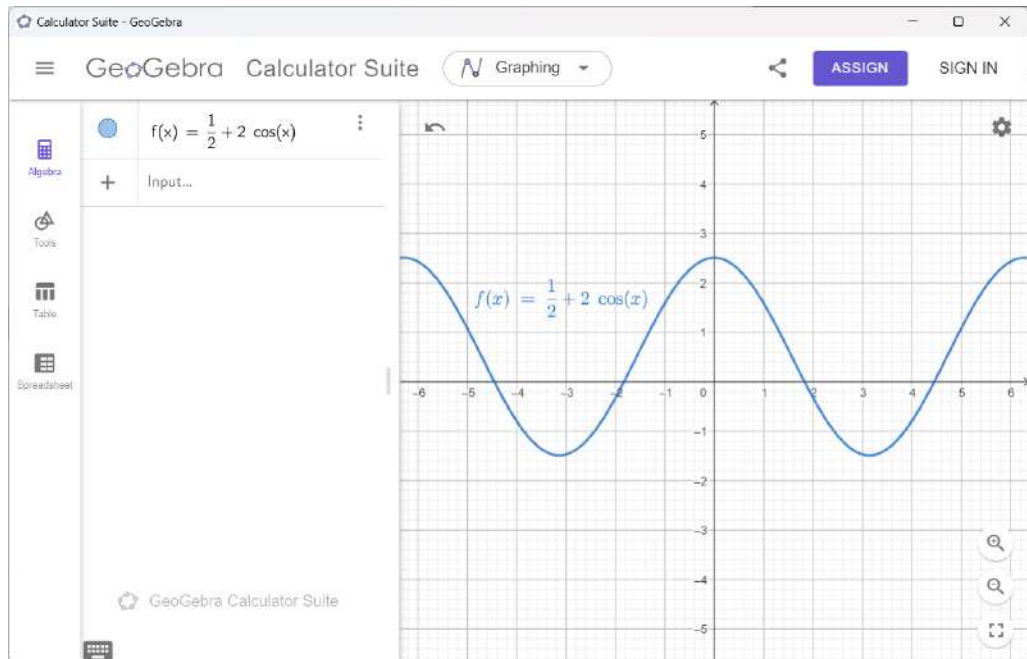 Calculator Suite - GeoGebra
GeoGebra Calculator Suite Graphing ASSIGN SIGN IN
Algebra
Tools
Table
Spreadsheet
f(x) = 1/2 + 2 cos(x)
+ Input...
GeoGebra Calculator Suite
f(x) = 1/2 + 2 cos(x)
5
4
3
2
1
0
-1
-2
-3
-4
-5
-6 -5 -4 -3 -2 -1 0 1 2 3 4 5 6